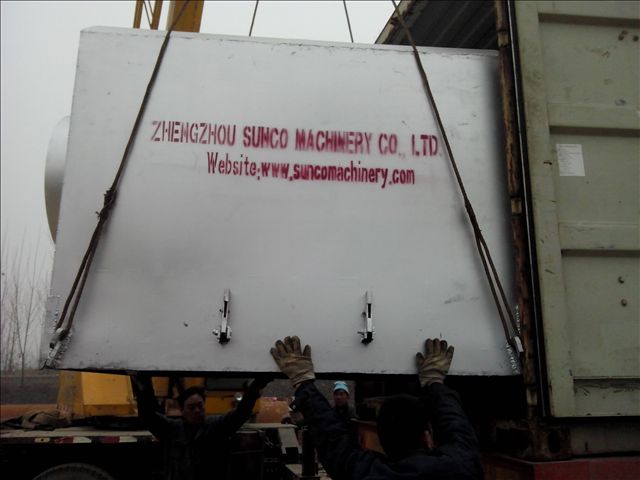 ZHENGZHOU SUNCO MACHINERY CO., LTD.
Website:www.suncomachinery.com